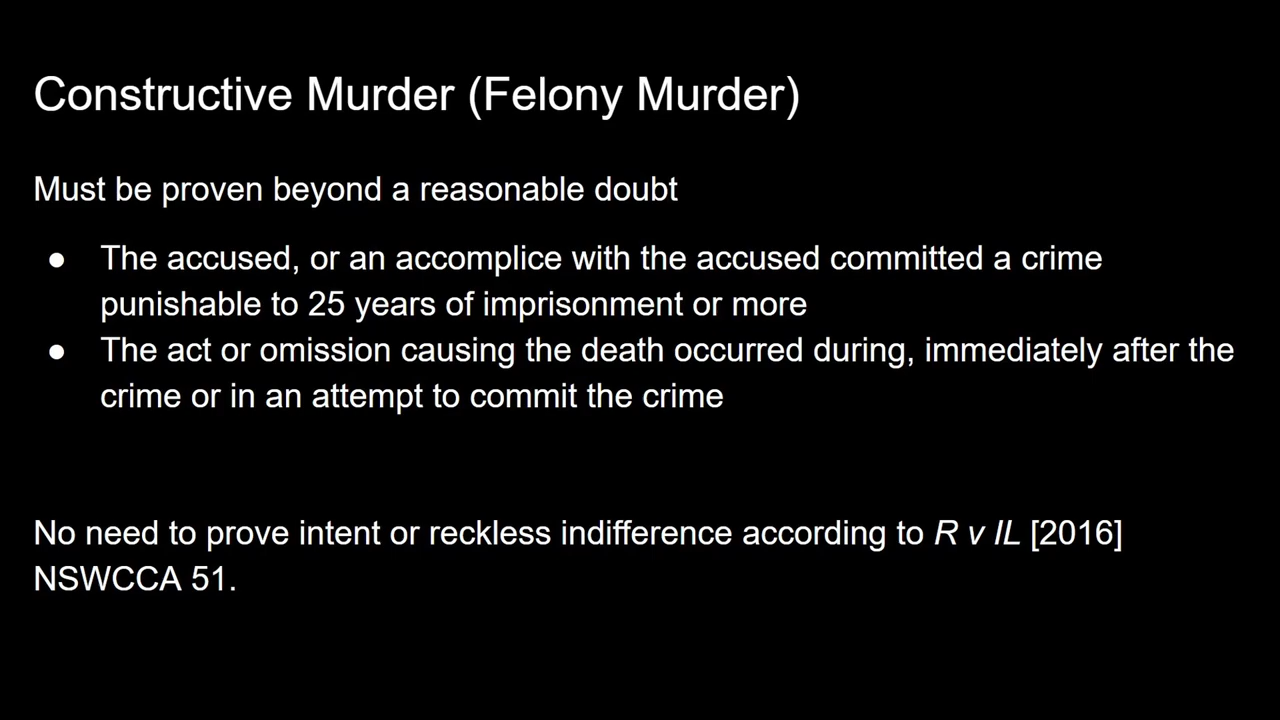 Constructive Murder (Felony Murder)
Must be proven beyond a reasonable doubt
● The accused, or an accomplice with the accused committed a crime
punishable to 25 years of imprisonment or more
● The act or omission causing the death occurred during, immediately after the
crime or in an attempt to commit the crime
No need to prove intent or reckless indifference according to R v IL [2016]
NSWCCA 51.